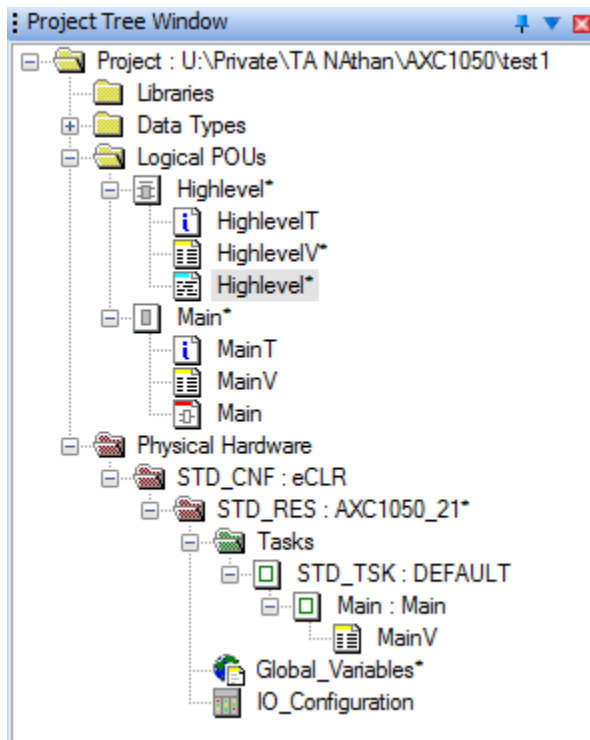 Project Tree Window
Project : U:\Private\TA NAthan\AXC1050\test1
Libraries
Data Types
Logical POUs
Highlevel*
HighlevelT
HighlevelV*
Highlevel*
Main*
MainT
MainV
Main
Physical Hardware
STD_CNF : eCLR
STD_RES : AXC1050_21*
Tasks
STD_TSK : DEFAULT
Main : Main
MainV
Global_Variables*
IO_Configuration